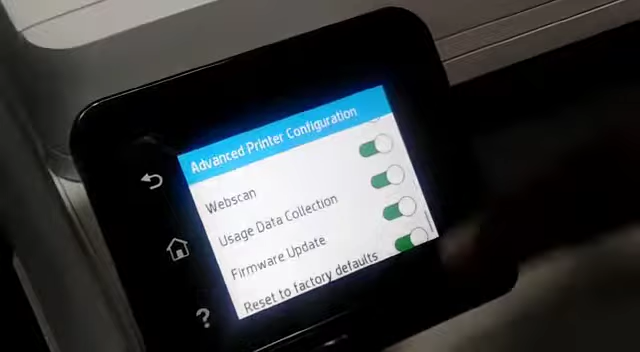 Advanced Printer Configuration
Webscan
Usage Data Collection
Firmware Update
Reset to factory defaults
?